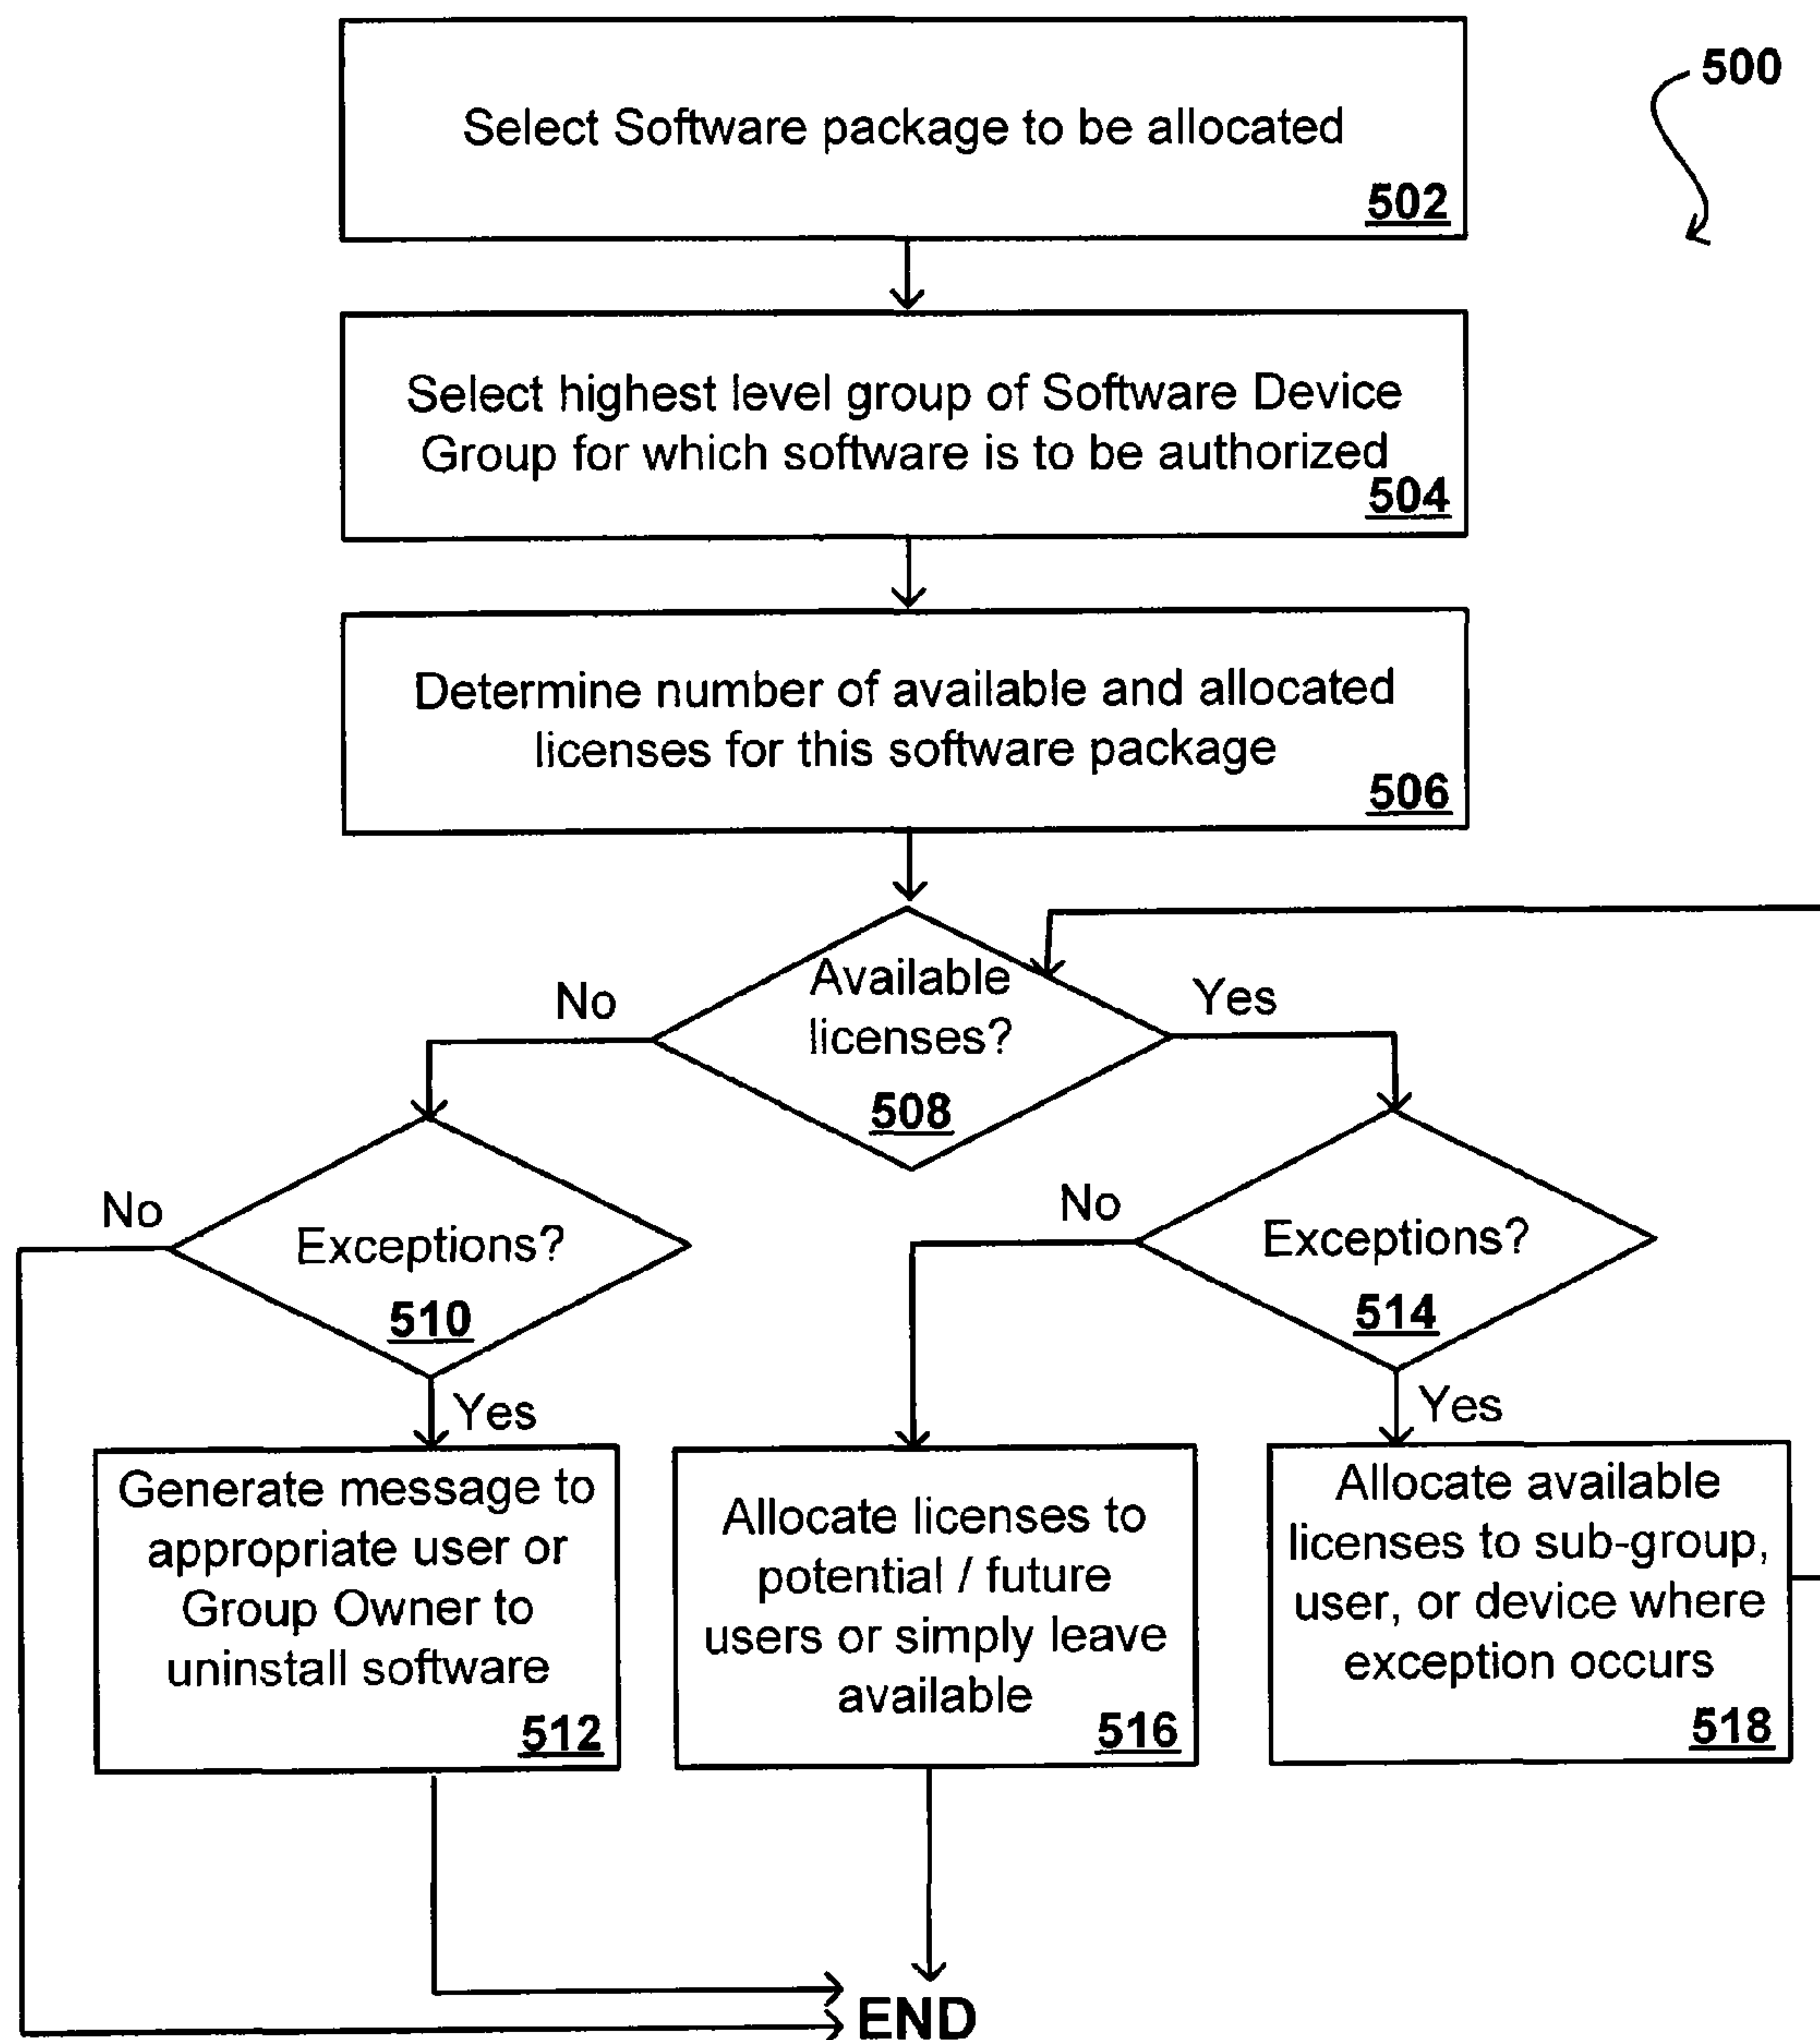 500
Select Software package to be allocated
502
Select highest level group of Software Device
Group for which software is to be authorized
504
Determine number of available and allocated
licenses for this software package
506
Available
licenses?
508
No
Yes
Exceptions?
510
No
Yes
Exceptions?
514
No
Yes
Generate message to
appropriate user or
Group Owner to
uninstall software
512
Allocate licenses to
potential / future
users or simply leave
available
516
Allocate available
licenses to sub-group,
user, or device where
exception occurs
518
END